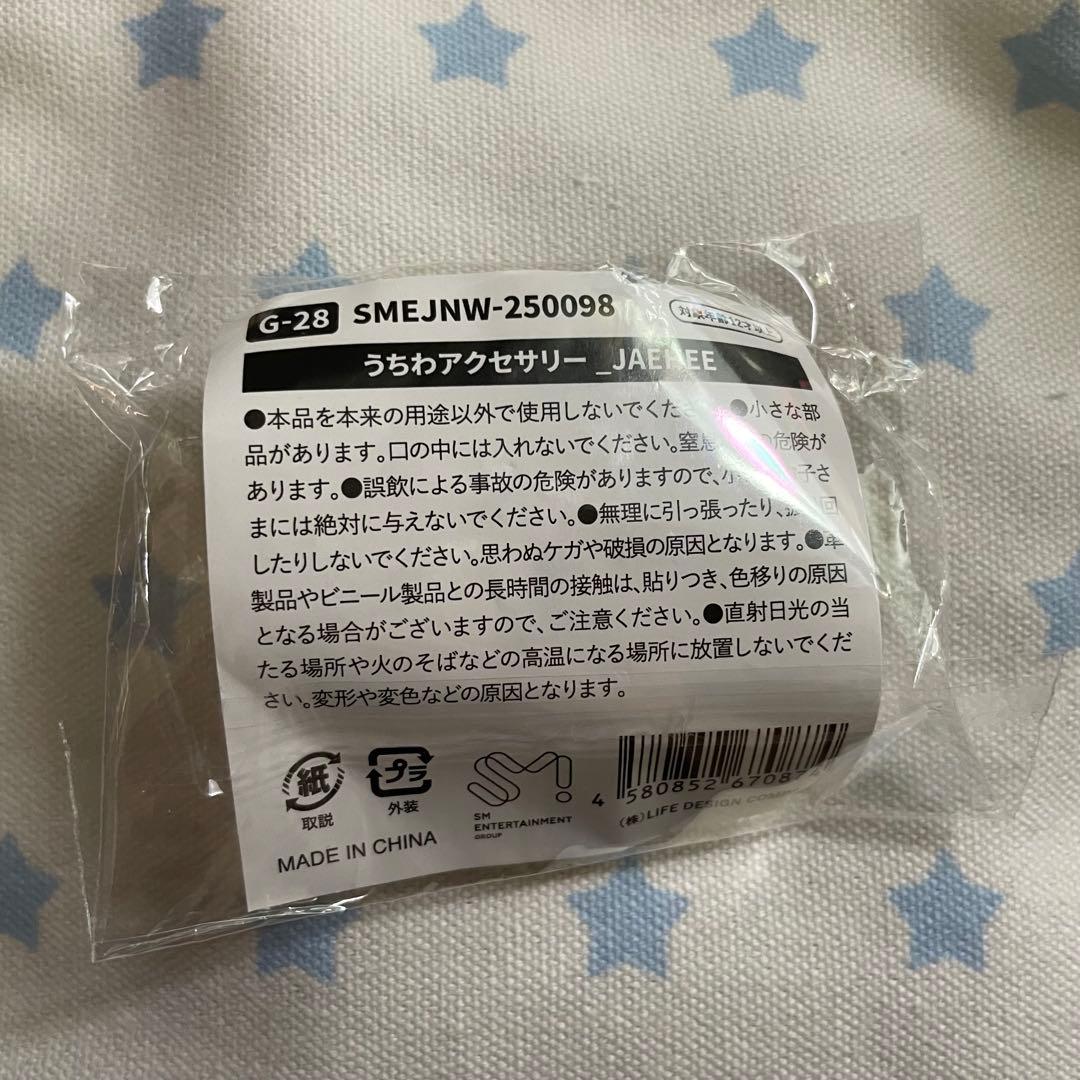 G-28 SMEJNW-250098 対象年齢12才以上
うちわアクセサリー _JAEHEE
●本品を本来の用途以外で使用しないでくださ ●小さな部
品があります。口の中には入れないでください。窒息 の危険が
あります。●誤飲による事故の危険がありますので、小 子さ
まには絶対に与えないでください。●無理に引っ張ったり、 回
したりしないでください。思わぬケガや破損の原因となります。●革
製品やビニール製品との長時間の接触は、貼りつき、色移りの原因
となる場合がございますので、ご注意ください。●直射日光の当
たる場所や火のそばなどの高温になる場所に放置しないでくだ
さい。変形や変色などの原因となります。
紙
取説
プラ
外装
SM
SM
ENTERTAINMENT
GROUP
4 580852 67087
(株)LIFE DESIGN
MADE IN CHINA